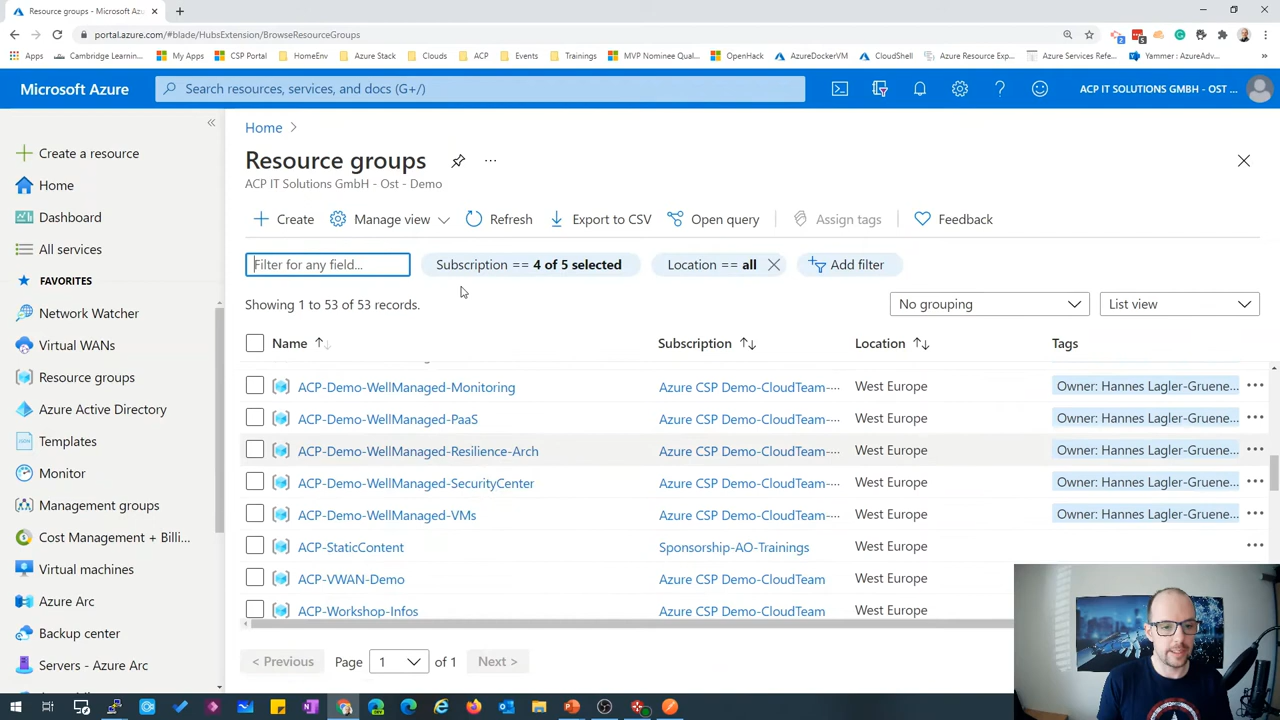 Resource groups - Microsoft Az
portal.azure.com/#blade/HubsExtension/BrowseResourceGroups
Apps Cambridge Learning... My Apps CSP Portal HomeEnv Azure Stack Clouds ACP Events Trainings MVP Nominee Qual... OpenHack AzureDockerVM CloudShell Azure Resource Exp... Azure Services Refe... Yammer : AzureAdv...
Microsoft Azure
Search resources, services, and docs (G+/)
ACP IT SOLUTIONS GMBH - OST ...
Create a resource
Home
Dashboard
All services
FAVORITES
Network Watcher
Virtual WANs
Resource groups
Azure Active Directory
Templates
Monitor
Management groups
Cost Management + Billi...
Virtual machines
Azure Arc
Backup center
Servers - Azure Arc
Home >
Resource groups
ACP IT Solutions GmbH - Ost - Demo
Create Manage view Refresh Export to CSV Open query Assign tags Feedback
Filter for any field... Subscription == 4 of 5 selected Location == all Add filter
Showing 1 to 53 of 53 records.
No grouping List view
Name Subscription Location Tags
ACP-Demo-WellManaged-Monitoring Azure CSP Demo-CloudTeam-... West Europe Owner: Hannes Lagler-Gruene...
ACP-Demo-WellManaged-PaaS Azure CSP Demo-CloudTeam-... West Europe Owner: Hannes Lagler-Gruene...
ACP-Demo-WellManaged-Resilience-Arch Azure CSP Demo-CloudTeam-... West Europe Owner: Hannes Lagler-Gruene...
ACP-Demo-WellManaged-SecurityCenter Azure CSP Demo-CloudTeam-... West Europe Owner: Hannes Lagler-Gruene...
ACP-Demo-WellManaged-VMs Azure CSP Demo-CloudTeam-... West Europe Owner: Hannes Lagler-Gruene...
ACP-StaticContent Sponsorship-AO-Trainings West Europe
ACP-VWAN-Demo Azure CSP Demo-CloudTeam West Europe
ACP-Workshop-Infos Azure CSP Demo-CloudTeam West Europe
< Previous Page 1 of 1 Next >